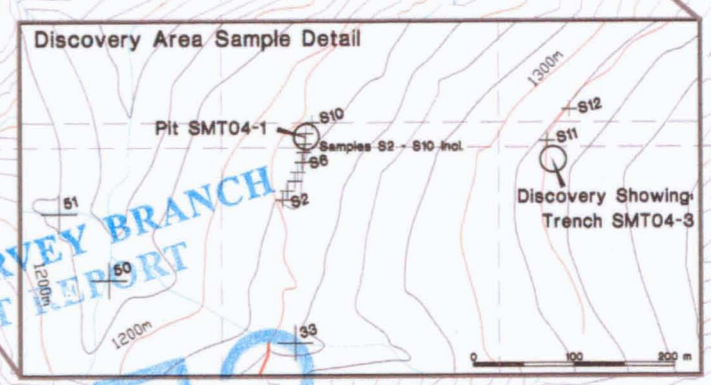 Discovery Area Sample Detail
1300m
S12
S10
Pit SMT04-1
Samples S2 - S10 Incl.
S11
S6
S2
Discovery Showing
Trench SMT04-3
51
BRANCH
50
1200m
REPORT
1200m
33
0 100 200 m